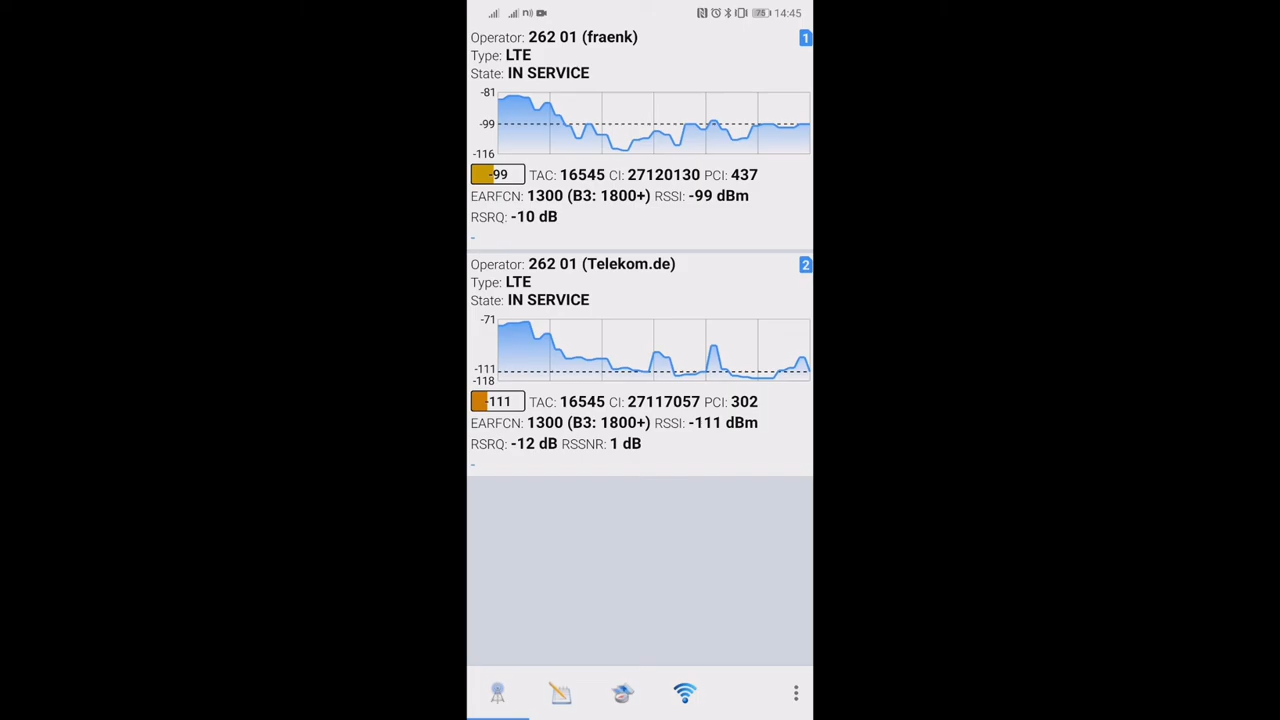 75 14:45
Operator: 262 01 (fraenk) 1
Type: LTE
State: IN SERVICE
-81
-99
-116
-99 TAC: 16545 CI: 27120130 PCI: 437
EARFCN: 1300 (B3: 1800+) RSSI: -99 dBm
RSRQ: -10 dB
-
Operator: 262 01 (Telekom.de) 2
Type: LTE
State: IN SERVICE
-71
-111
-118
-111 TAC: 16545 CI: 27117057 PCI: 302
EARFCN: 1300 (B3: 1800+) RSSI: -111 dBm
RSRQ: -12 dB RSSNR: 1 dB
-